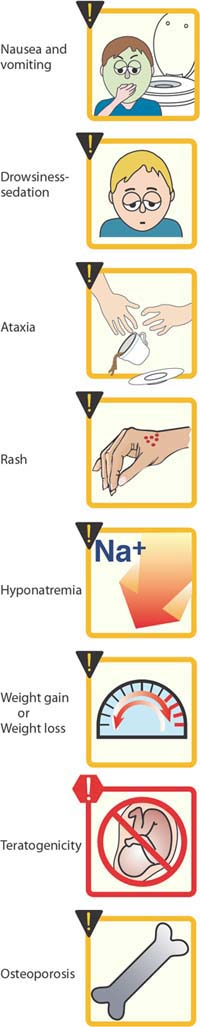 Nausea and
vomiting
Drowsiness-
sedation
Ataxia
Rash
Na+
Hyponatremia
Weight gain
or
Weight loss
Teratogenicity
Osteoporosis